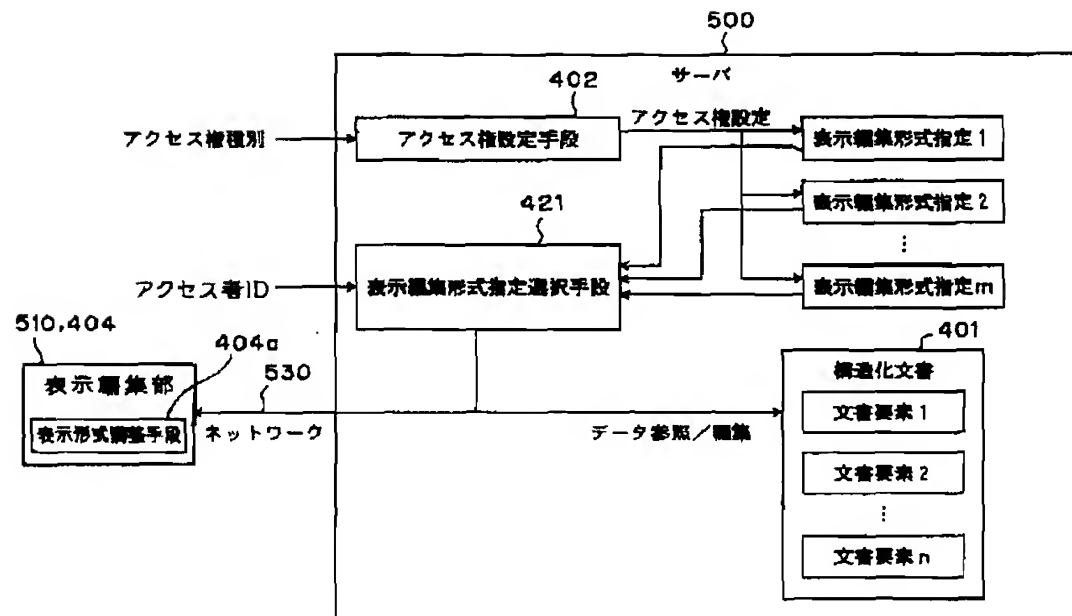 500
サーバ
402
アクセス権種別
アクセス権設定手段
アクセス権設定
表示編集形式指定1
表示編集形式指定2
⋮
表示編集形式指定m
421
アクセス者ID
表示編集形式指定選択手段
510,404
404a
表示編集部
表示形式調整手段
530
ネットワーク
データ参照／編集
401
構造化文書
文書要素1
文書要素2
⋮
文書要素n